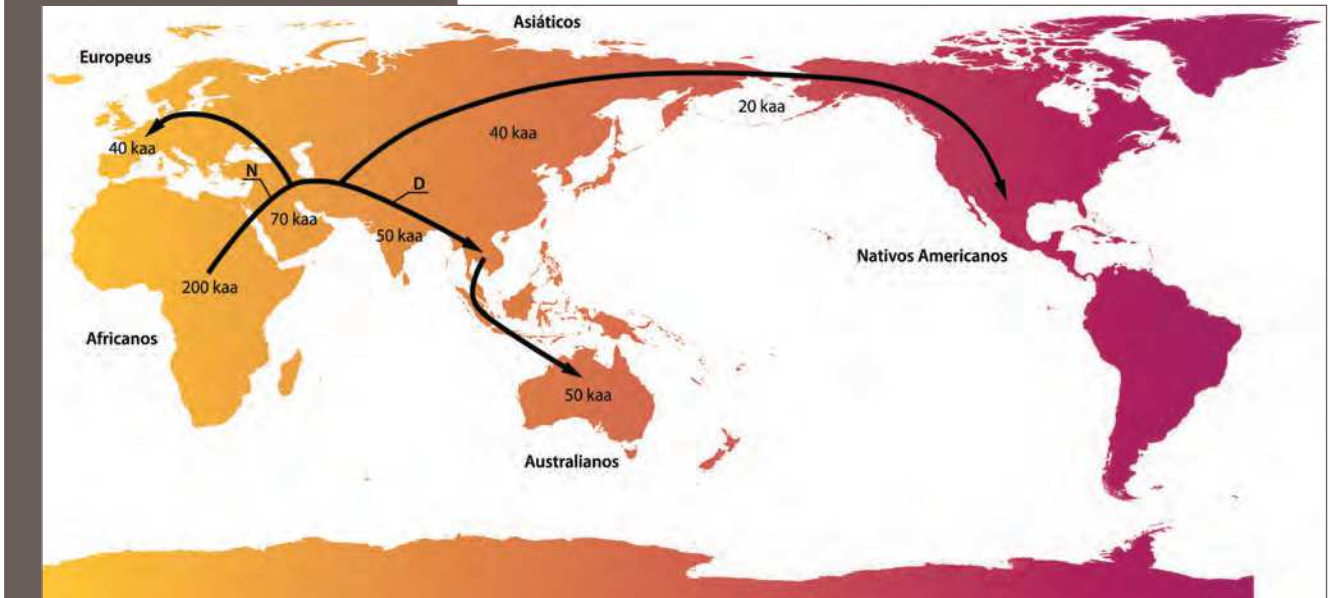 Asiáticos
Europeus
20 kaa
40 kaa
40 kaa
N
D
70 kaa
50 kaa
Nativos Americanos
200 kaa
Africanos
50 kaa
Australianos